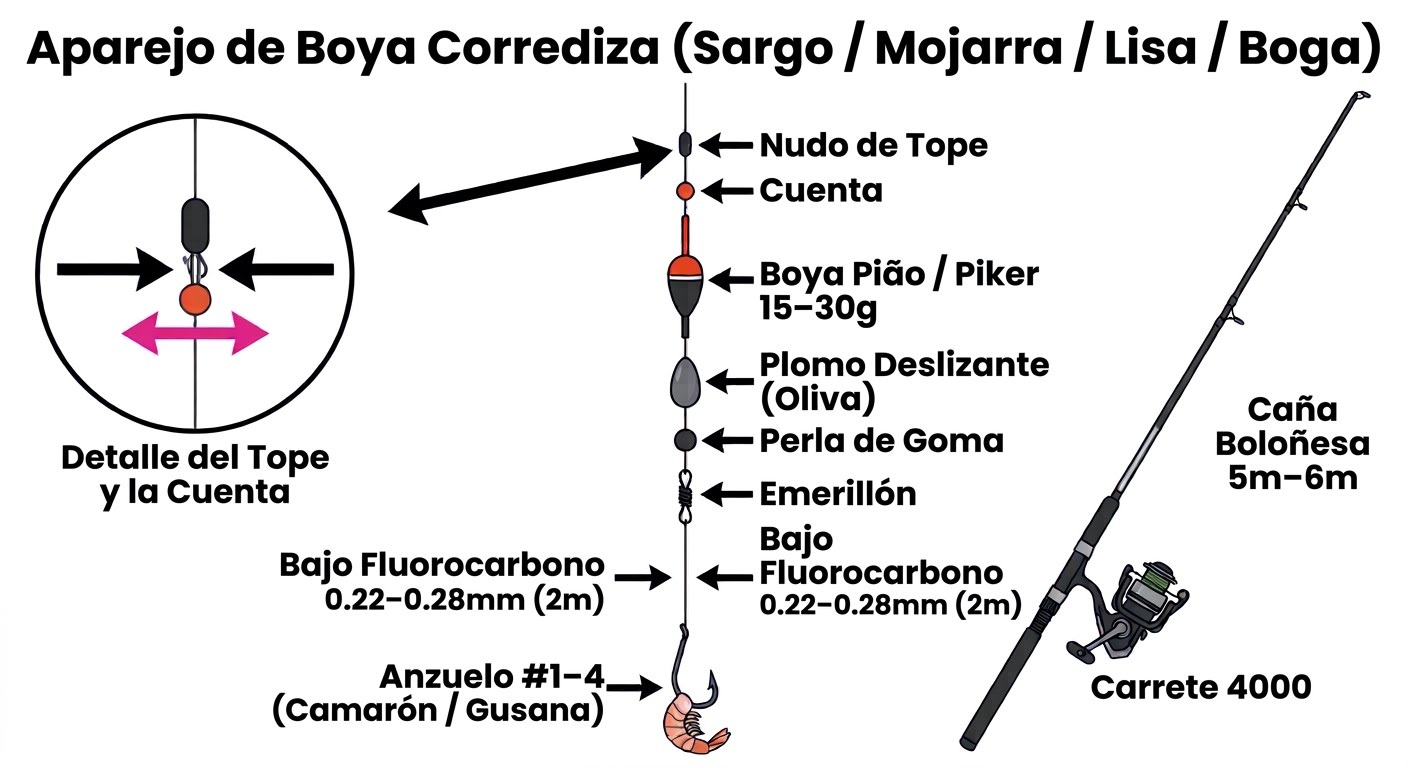 Aparejo de Boya Corrediza (Sargo / Mojarra / Lisa / Boga)
Nudo de Tope
Cuenta
Boya Pião / Piker
15–30g
Plomo Deslizante
(Oliva)
Perla de Goma
Emerillón
Bajo
Fluorocarbono
0.22–0.28mm (2m)
Detalle del Tope
y la Cuenta
Bajo Fluorocarbono
0.22–0.28mm (2m)
Anzuelo #1–4
(Camarón / Gusana)
Caña
Boloñesa
5m–6m
Carrete 4000